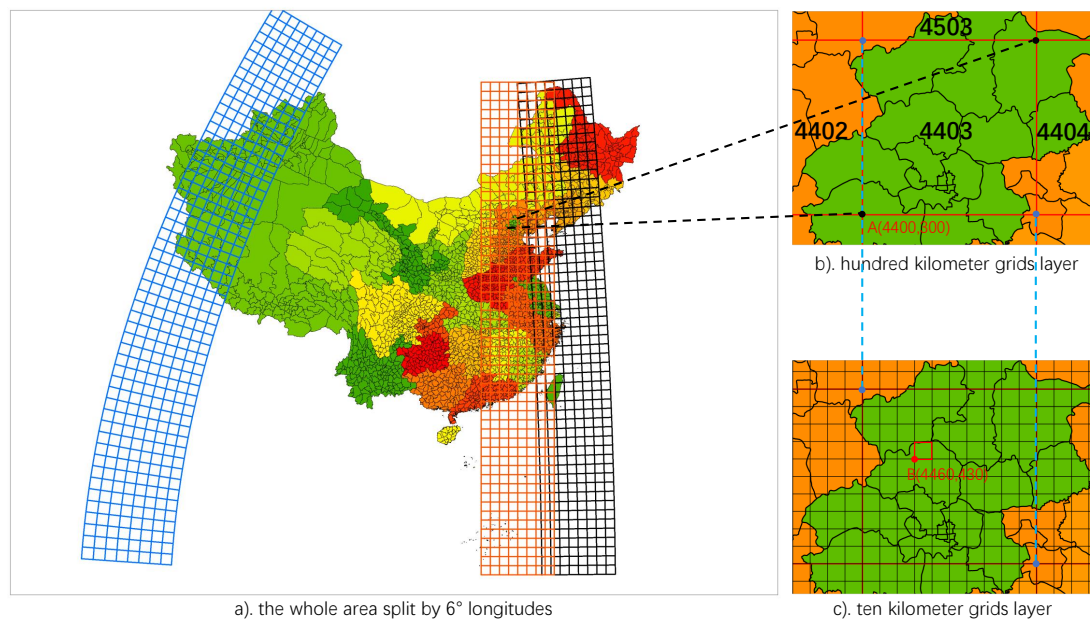 4503
4402
4403
4404
A(4400,300)
b). hundred kilometer grids layer
B(4460,430)
a). the whole area split by 6° longitudes
c). ten kilometer grids layer